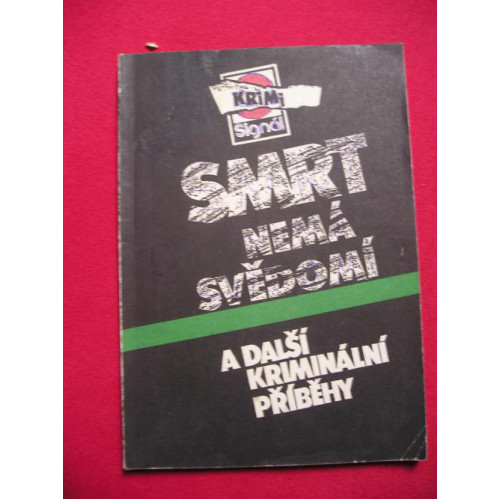 KRiMi
Signál
SMRT
NEMÁ
SVĚDOMÍ
A DALŠÍ
KRIMINÁLNÍ
PŘÍBĚHY